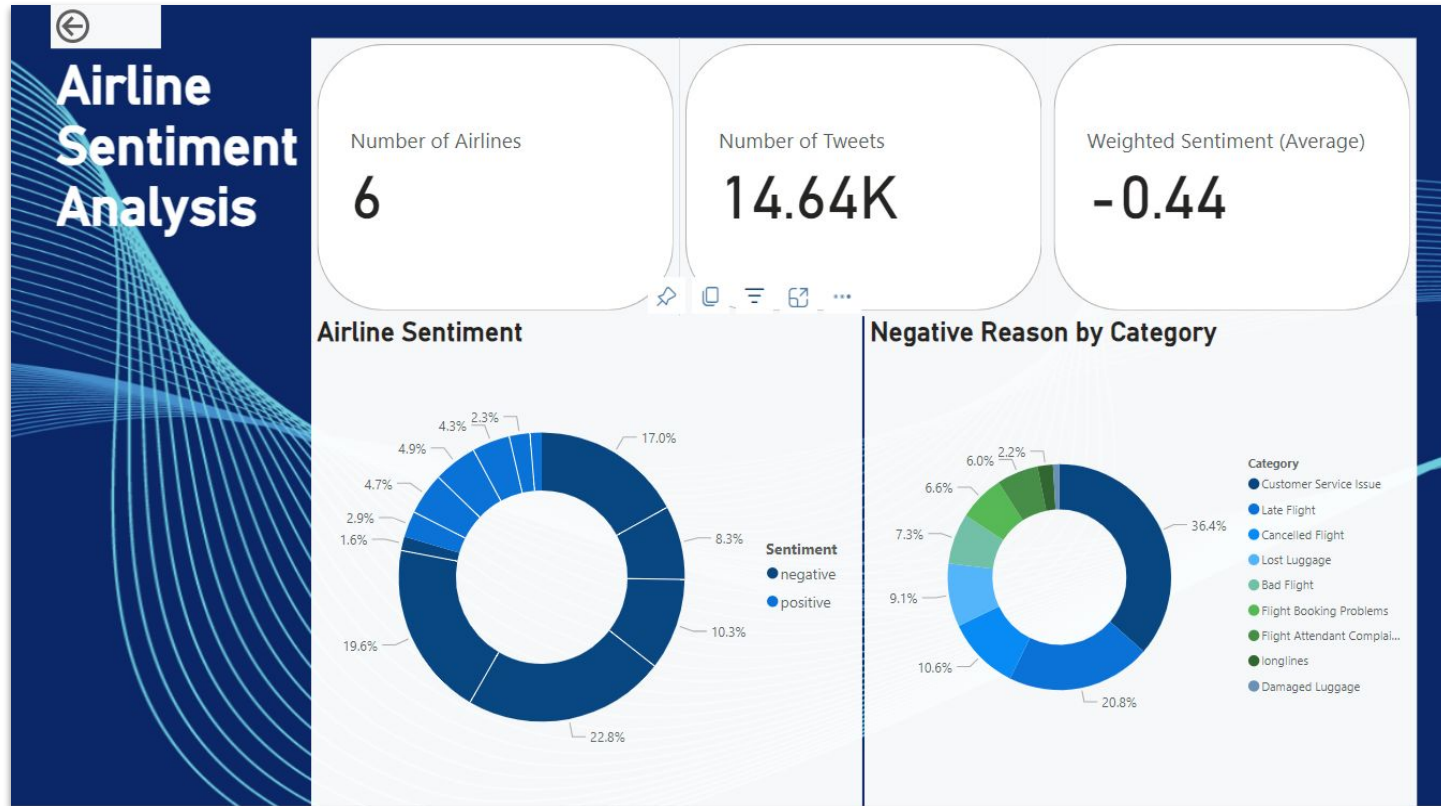 Airline
Sentiment
Analysis
Number of Airlines
6
Number of Tweets
14.64K
Weighted Sentiment (Average)
-0.44
Airline Sentiment
17.0%
8.3%
10.3%
22.8%
19.6%
1.6%
2.9%
4.7%
4.9%
4.3%
2.3%
Sentiment
negative
positive
Negative Reason by Category
36.4%
20.8%
10.6%
9.1%
7.3%
6.6%
6.0%
2.2%
Category
Customer Service Issue
Late Flight
Cancelled Flight
Lost Luggage
Bad Flight
Flight Booking Problems
Flight Attendant Complai...
longlines
Damaged Luggage